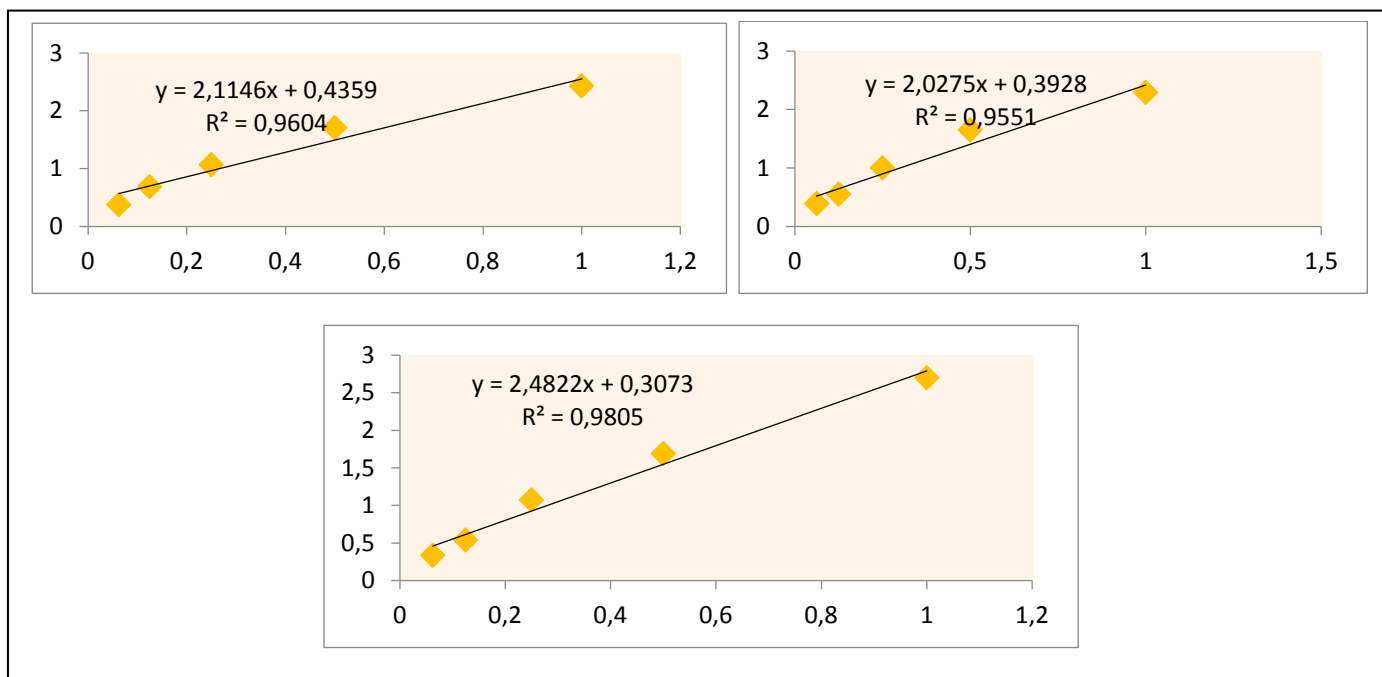 3
2
1
0
y = 2,1146x + 0,4359
R² = 0,9604
0 0,2 0,4 0,6 0,8 1 1,2
3
2
1
0
y = 2,0275x + 0,3928
R² = 0,9551
0 0,5 1 1,5
3
2,5
2
1,5
1
0,5
0
y = 2,4822x + 0,3073
R² = 0,9805
0 0,2 0,4 0,6 0,8 1 1,2